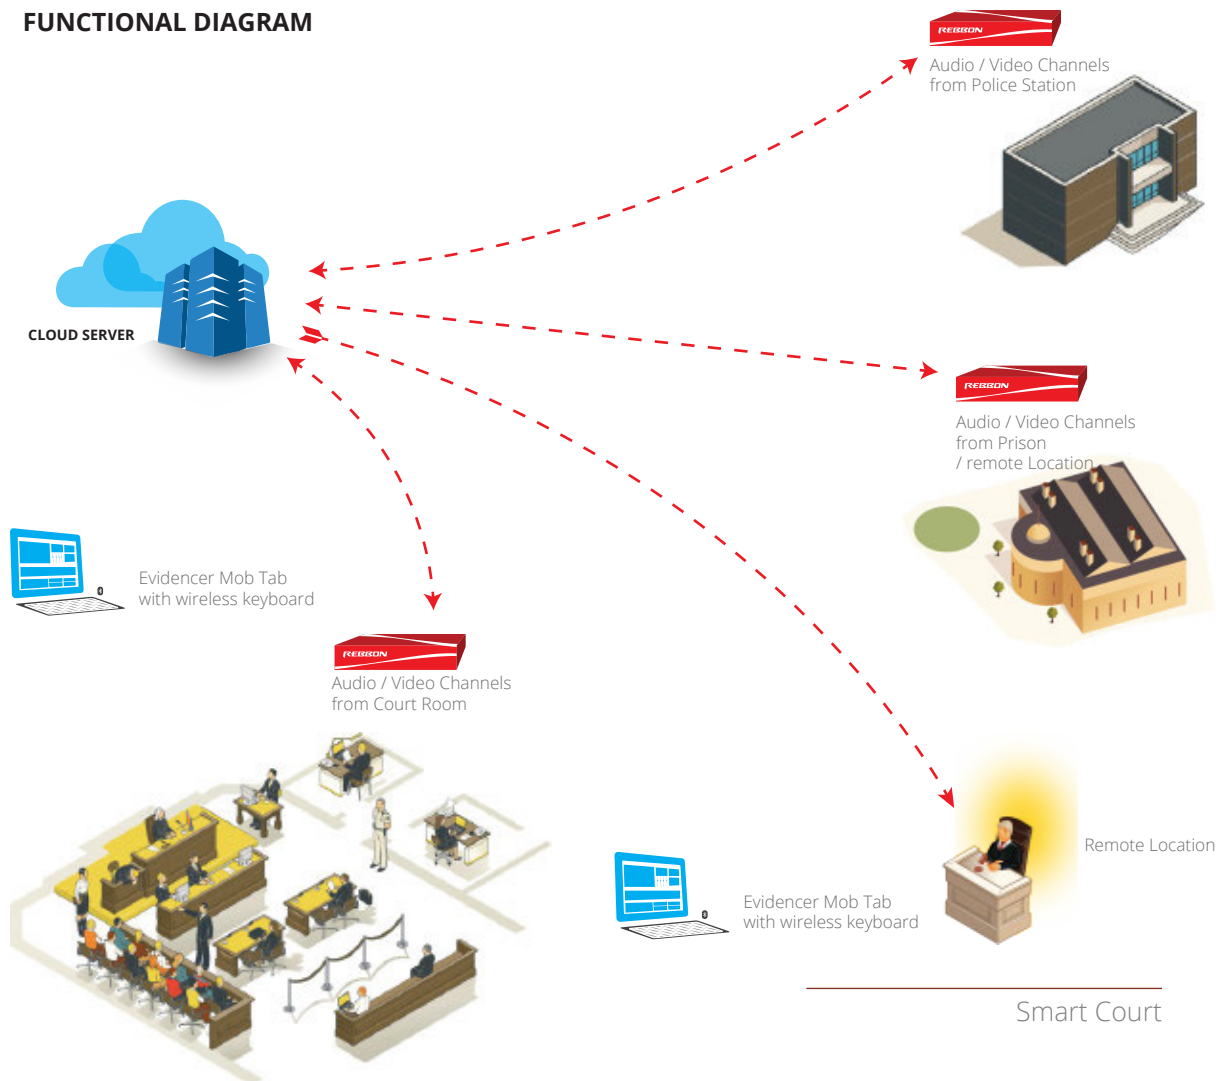 FUNCTIONAL DIAGRAM
REBBON
Audio / Video Channels
from Police Station
CLOUD SERVER
REBBON
Audio / Video Channels
from Prison
/ remote Location
Evidencer Mob Tab
with wireless keyboard
REBBON
Audio / Video Channels
from Court Room
Remote Location
Evidencer Mob Tab
with wireless keyboard
Smart Court